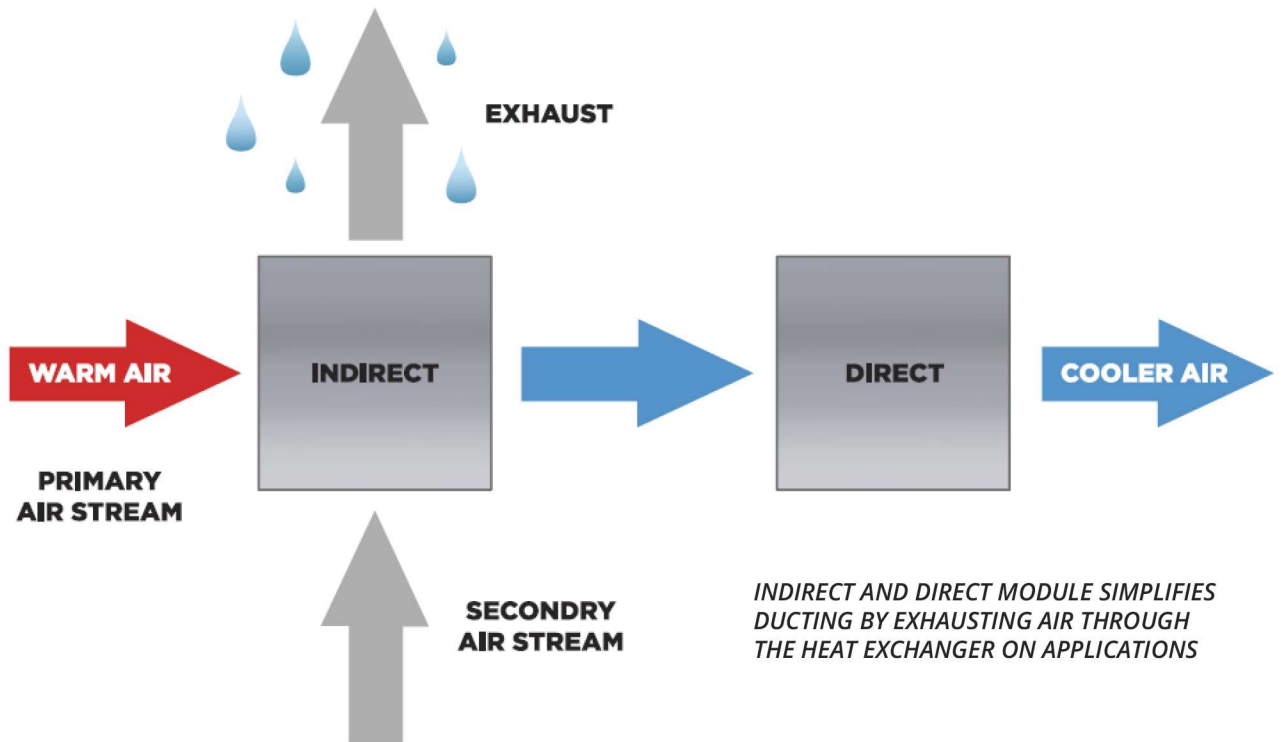 EXHAUST
WARM AIR
INDIRECT
DIRECT
COOLER AIR
PRIMARY
AIR STREAM
SECONDRY
AIR STREAM
INDIRECT AND DIRECT MODULE SIMPLIFIES
DUCTING BY EXHAUSTING AIR THROUGH
THE HEAT EXCHANGER ON APPLICATIONS